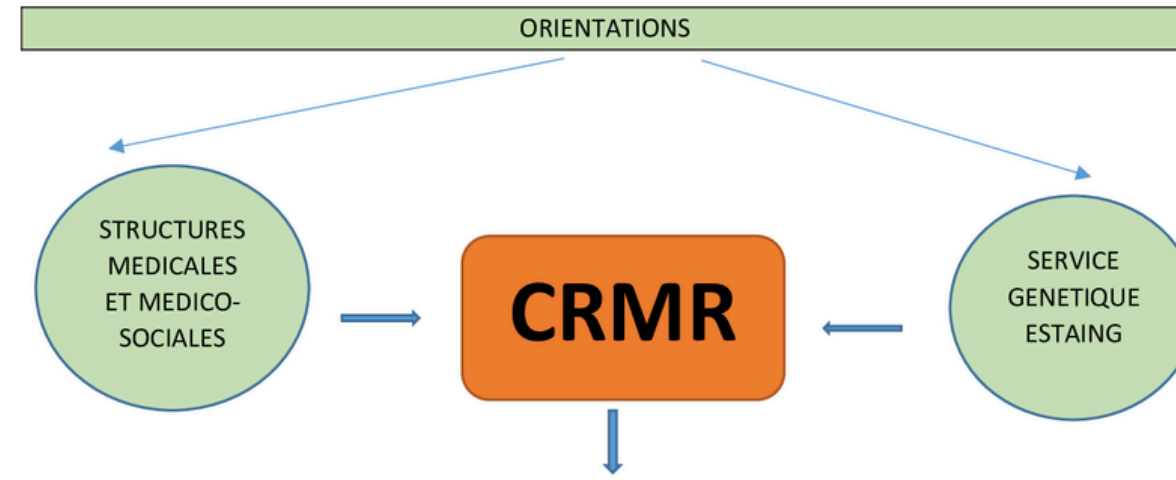 ORIENTATIONS
STRUCTURES
MEDICALES
ET MEDICO-
SOCIALES
CRMR
SERVICE
GENETIQUE
ESTAING